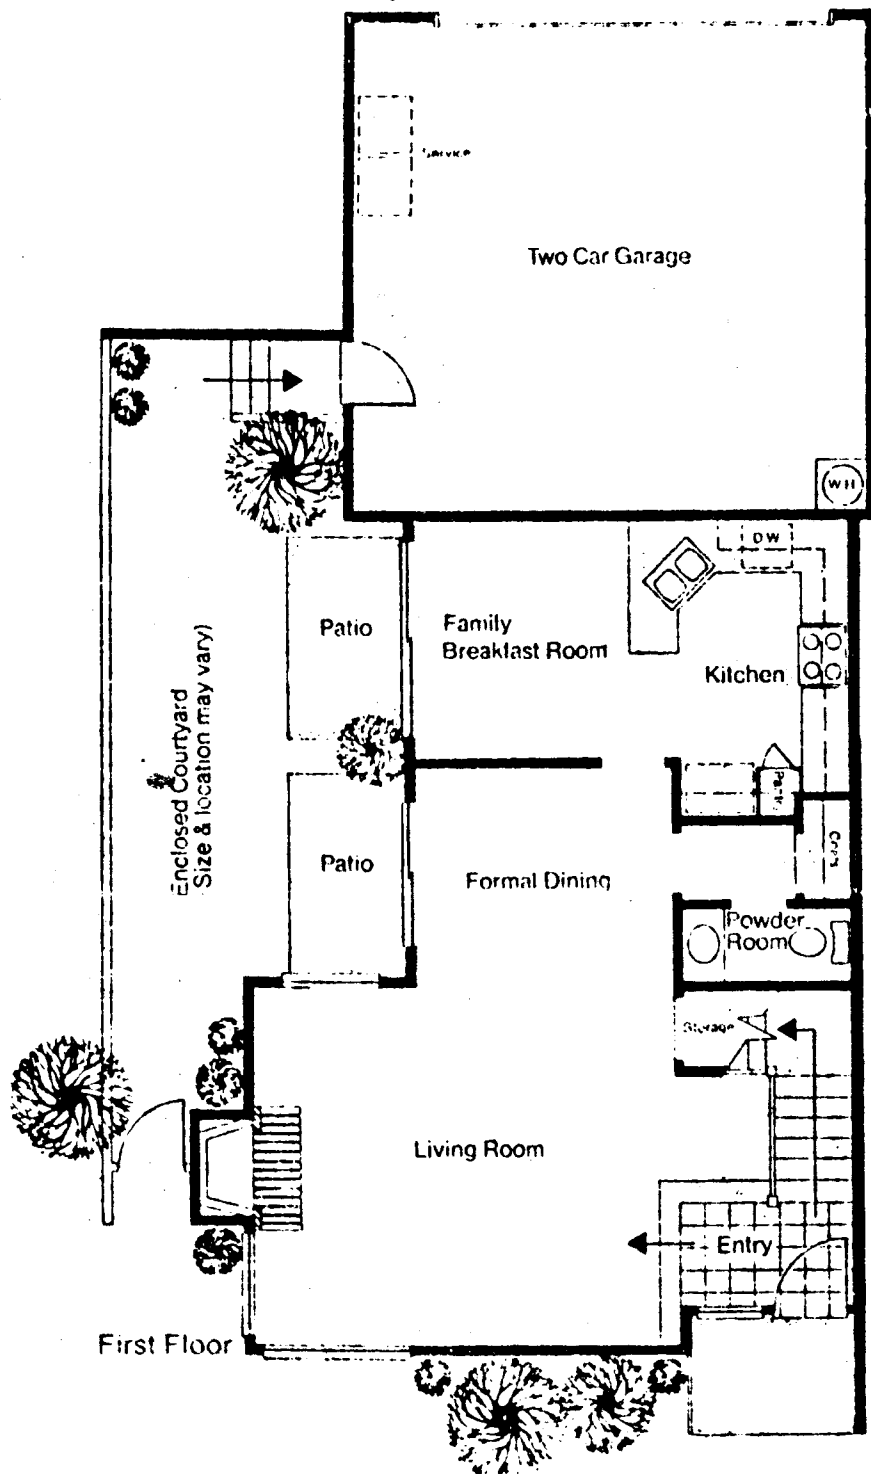 Service
Two Car Garage
WH
DW
Patio
Family
Breakfast Room
Kitchen
Enclosed Courtyard
Size & location may vary)
Patio
Formal Dining
Powder
Room
Storage
Living Room
Entry
First Floor